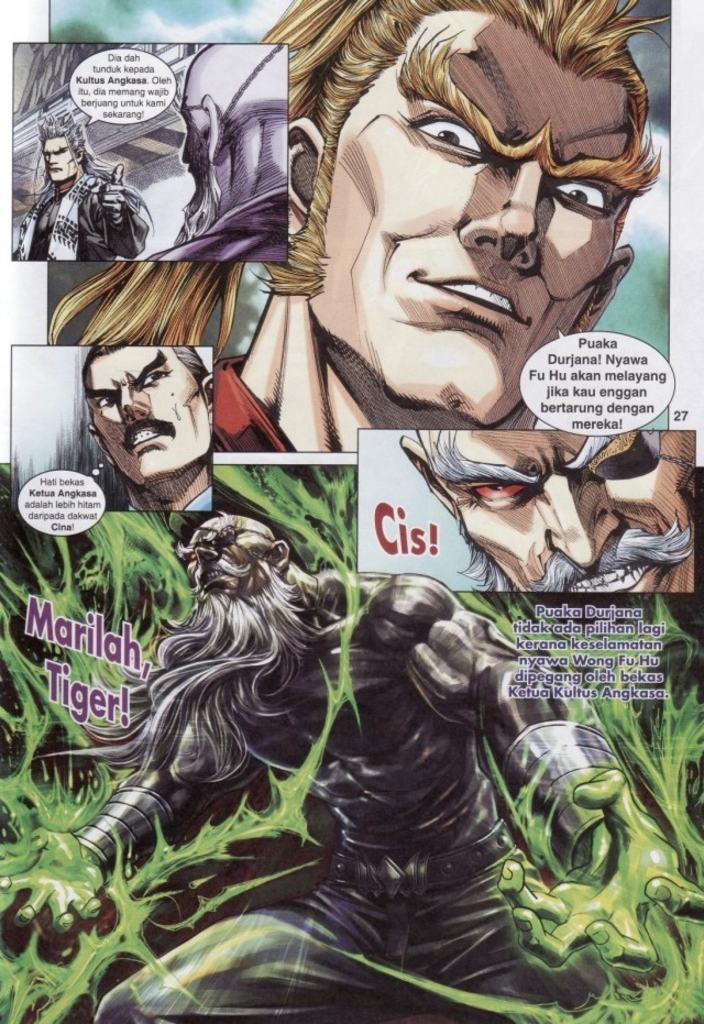 Dia dah
tunduk kepada
Kultus Angkasa. Oleh
itu, dia memang wajib
berjuang untuk kami
sekarang!
Puaka
Durjana! Nyawa
Fu Hu akan melayang
jika kau enggan
bertarung dengan
mereka!
27
Hati bekas
Ketua Angkasa
adalah lebih hitam
daripada dakwat
Cina!
Cis!
Marilah,
Tiger!
Puaka Durjana
tidak ada pilihan lagi
kerana keselamatan
nyawa Wong Fu Hu
dipegang oleh bekas
Ketua Kultus Angkasa.